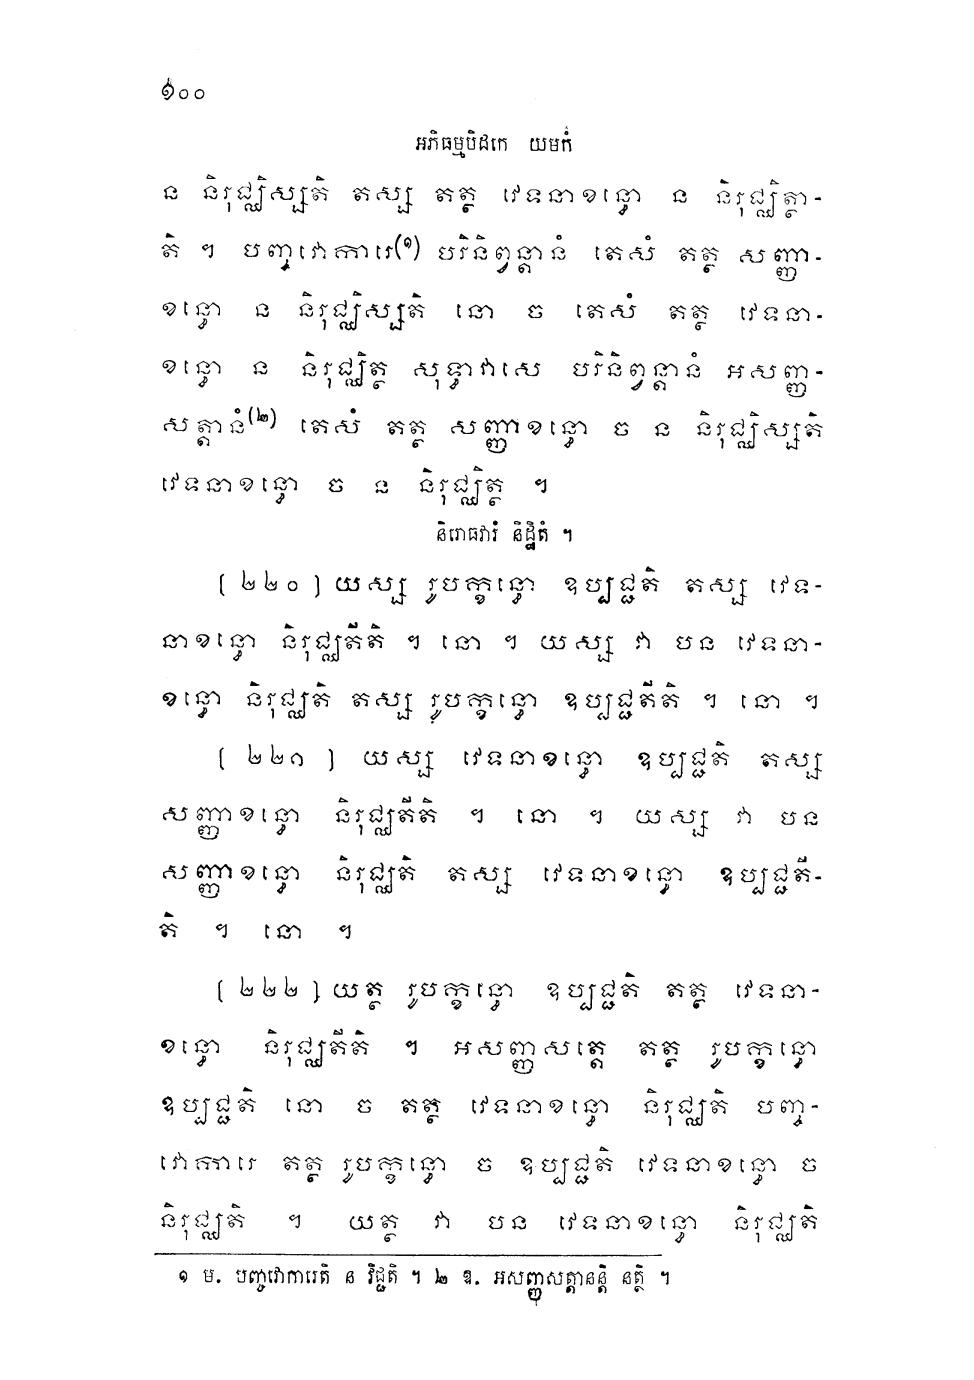 ១០០
អភិធម្មបិដកេ យមកំ
ន និរុជ្ឈិស្សតិ តស្ស តត្ថ វេទនាខន្ធោ ន និរុជ្ឈិត្ថា-
តិ ។ បញ្ចវោការេ(១) បរិនិព្វន្តានំ តេសំ តត្ថ សញ្ញា-
ខន្ធោ ន និរុជ្ឈិស្សតិ នោ ច តេសំ តត្ថ វេទនា-
ខន្ធោ ន និរុជ្ឈិត្ថ សុទ្ធាវាសេ បរិនិព្វន្តានំ អសញ្ញ-
សត្តានំ(២) តេសំ តត្ថ សញ្ញាខន្ធោ ច ន និរុជ្ឈិស្សតិ
វេទនាខន្ធោ ច ន និរុជ្ឈិត្ថ ។
និរោធវារំ និដ្ឋិតំ ។
[ ២២០ ] យស្ស រូបក្ខន្ធោ ឧប្បជ្ជតិ តស្ស វេទ-
នាខន្ធោ និរុជ្ឈតីតិ ។ នោ ។ យស្ស វា បន វេទនា-
ខន្ធោ និរុជ្ឈតិ តស្ស រូបក្ខន្ធោ ឧប្បជ្ជតីតិ ។ នោ ។
[ ២២១ ] យស្ស វេទនាខន្ធោ ឧប្បជ្ជតិ តស្ស
សញ្ញាខន្ធោ និរុជ្ឈតីតិ ។ នោ ។ យស្ស វា បន
សញ្ញាខន្ធោ និរុជ្ឈតិ តស្ស វេទនាខន្ធោ ឧប្បជ្ជតី-
តិ ។ នោ ។
[ ២២២ ] យត្ថ រូបក្ខន្ធោ ឧប្បជ្ជតិ តត្ថ វេទនា-
ខន្ធោ និរុជ្ឈតីតិ ។ អសញ្ញសត្តេ តត្ថ រូបក្ខន្ធោ
ឧប្បជ្ជតិ នោ ច តត្ថ វេទនាខន្ធោ និរុជ្ឈតិ បញ្ច-
វោការេ តត្ថ រូបក្ខន្ធោ ច ឧប្បជ្ជតិ វេទនាខន្ធោ ច
និរុជ្ឈតិ ។ យត្ថ វា បន វេទនាខន្ធោ និរុជ្ឈតិ
១ ម. បញ្ចវោការេតិ ន វិជ្ជតិ ។ ២ ឧ. អសញ្ញសត្តានន្តិ នត្ថិ ។